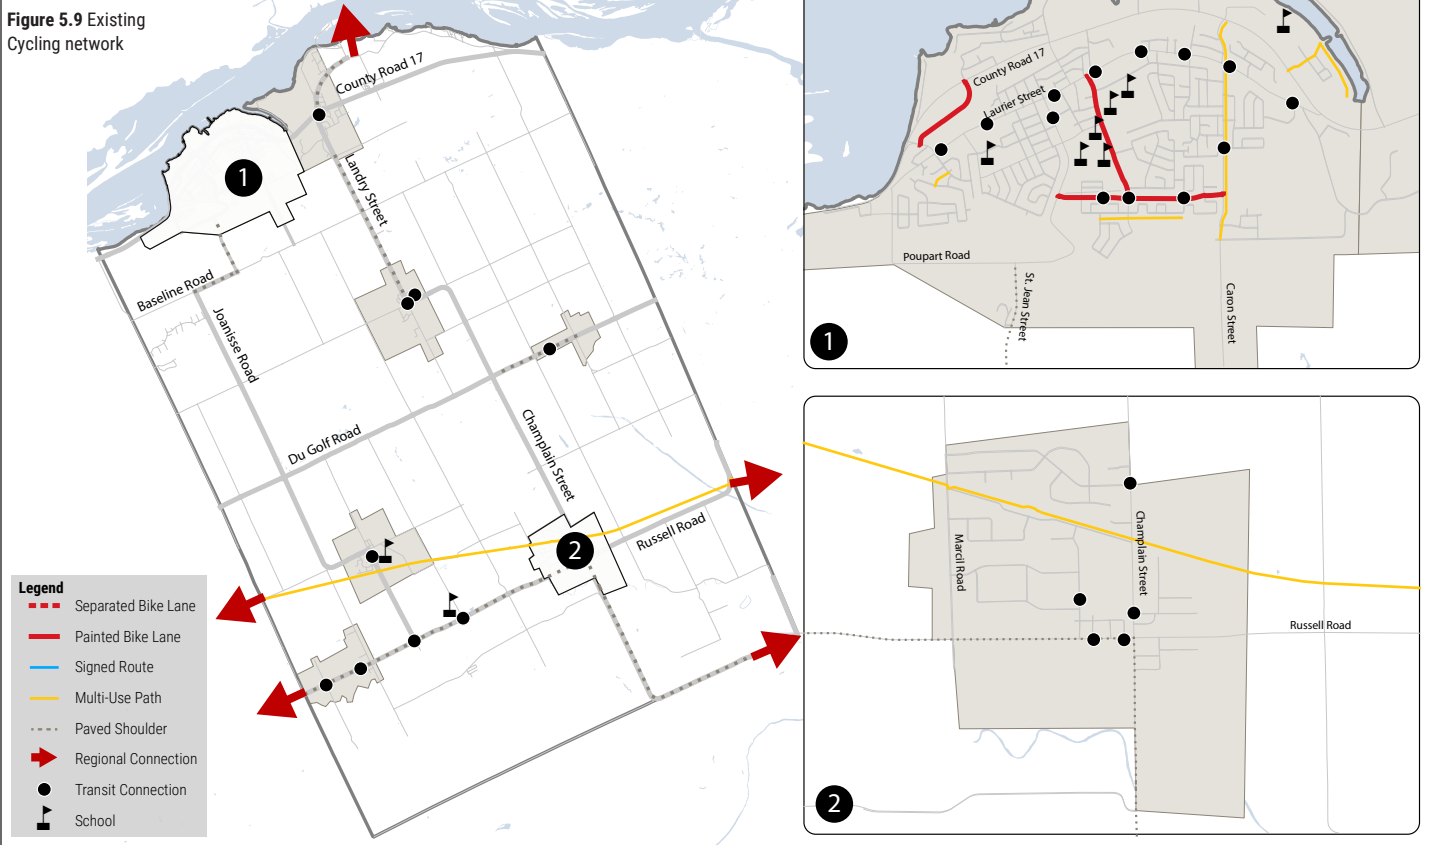 Figure 5.9 Existing
Cycling network
County Road 17
1
Landry Street
Baseline Road
Joanisse Road
Du Golf Road
Champlain Street
2
Russell Road
Legend
Separated Bike Lane
Painted Bike Lane
Signed Route
Multi-Use Path
Paved Shoulder
Regional Connection
Transit Connection
School
County Road 17
Laurier Street
Poupart Road
St. Jean Street
Caron Street
1
Marcil Road
Champlain Street
Russell Road
2